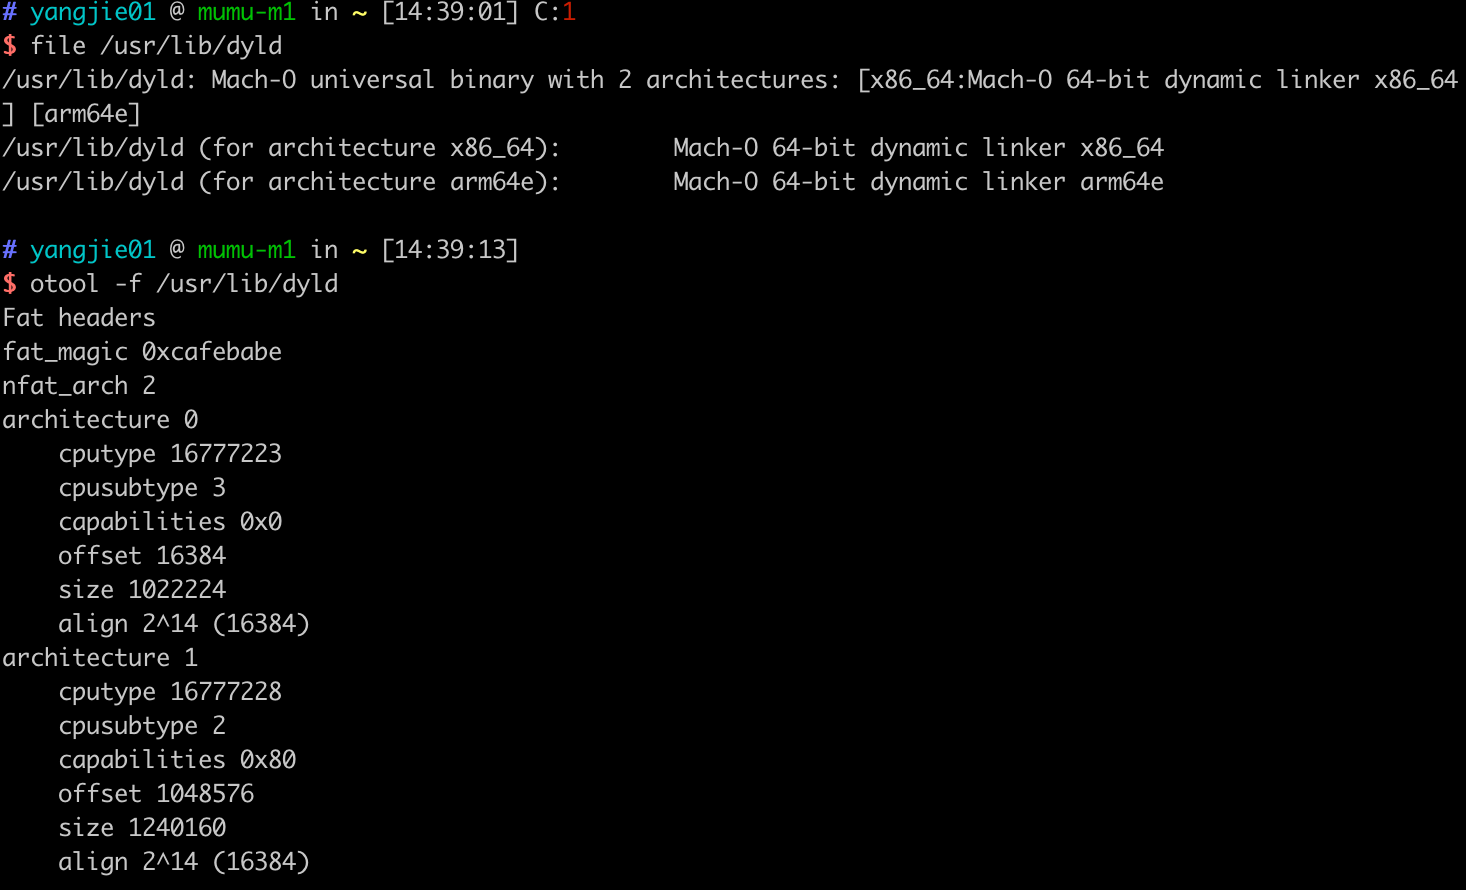 # yangjie01 @ mumu-m1 in ~ [14:39:01] C:1
$ file /usr/lib/dyld
/usr/lib/dyld: Mach-O universal binary with 2 architectures: [x86_64:Mach-O 64-bit dynamic linker x86_64
] [arm64e]
/usr/lib/dyld (for architecture x86_64):        Mach-O 64-bit dynamic linker x86_64
/usr/lib/dyld (for architecture arm64e):        Mach-O 64-bit dynamic linker arm64e
# yangjie01 @ mumu-m1 in ~ [14:39:13]
$ otool -f /usr/lib/dyld
Fat headers
fat_magic 0xcafebabe
nfat_arch 2
architecture 0
    cputype 16777223
    cpusubtype 3
    capabilities 0x0
    offset 16384
    size 1022224
    align 2^14 (16384)
architecture 1
    cputype 16777228
    cpusubtype 2
    capabilities 0x80
    offset 1048576
    size 1240160
    align 2^14 (16384)